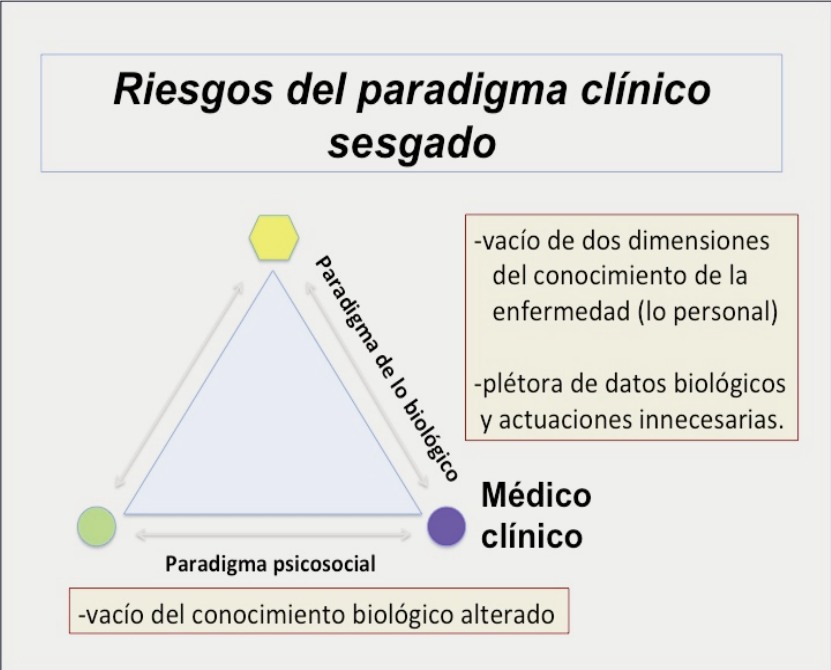 Riesgos del paradigma clínico
sesgado
-vacío de dos dimensiones
del conocimiento de la
enfermedad (lo personal)
-plétora de datos biológicos
y actuaciones innecesarias.
Paradigma de lo biológico
Médico
clínico
Paradigma psicosocial
-vacío del conocimiento biológico alterado